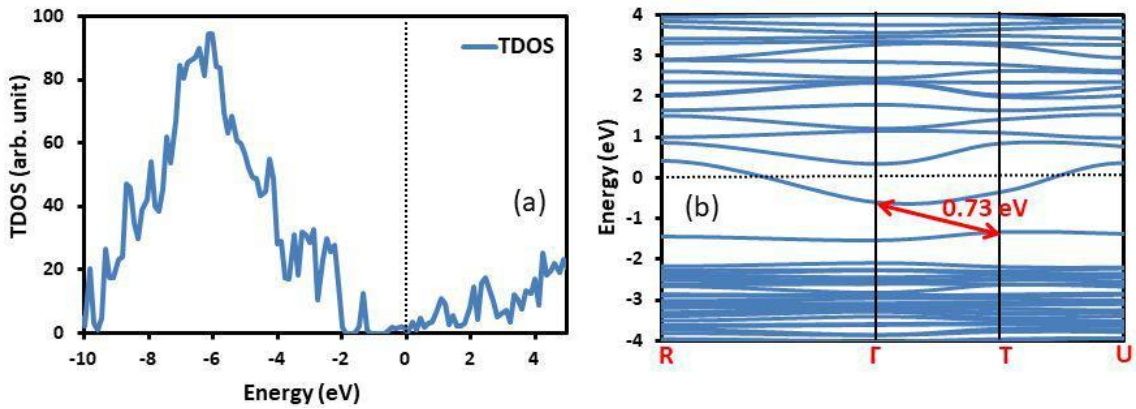 100
80
60
40
20
0
TDOS (arb. unit)
TDOS
(a)
-10 -8 -6 -4 -2 0 2 4
Energy (eV)
4
3
2
1
0
-1
-2
-3
-4
Energy (eV)
(b)
0.73 eV
R Γ T U